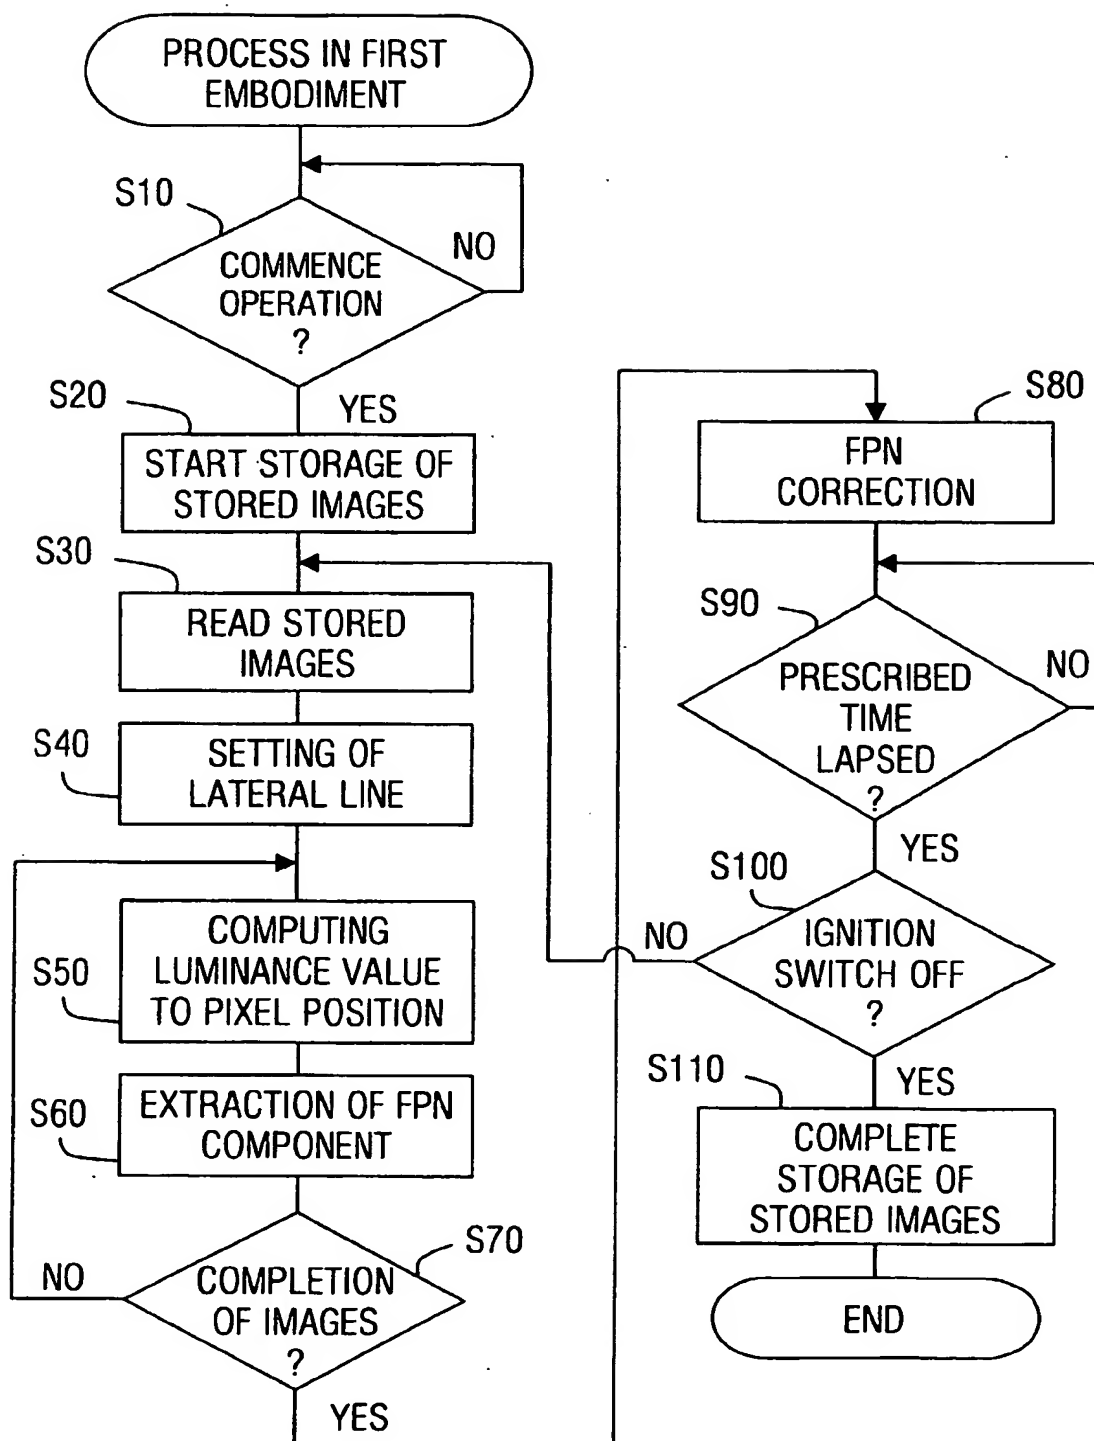 PROCESS IN FIRST
EMBODIMENT
S10
COMMENCE
OPERATION
?
NO
YES
S20
START STORAGE OF
STORED IMAGES
S30
READ STORED
IMAGES
S40
SETTING OF
LATERAL LINE
S50
COMPUTING
LUMINANCE VALUE
TO PIXEL POSITION
S60
EXTRACTION OF FPN
COMPONENT
S70
COMPLETION
OF IMAGES
?
NO
YES
S80
FPN
CORRECTION
S90
PRESCRIBED
TIME
LAPSED
?
NO
YES
S100
IGNITION
SWITCH OFF
?
NO
YES
S110
COMPLETE
STORAGE OF
STORED IMAGES
END